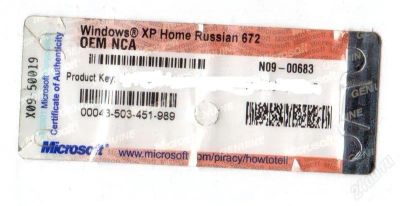 Windows® XP Home Russian 672
OEM NCA
N09-00683
Product Key:
00043-503-451-989
X09-50019
Certificate of Authenticity
Microsoft®
www.microsoft.com/piracy/howtotell
GENUINE